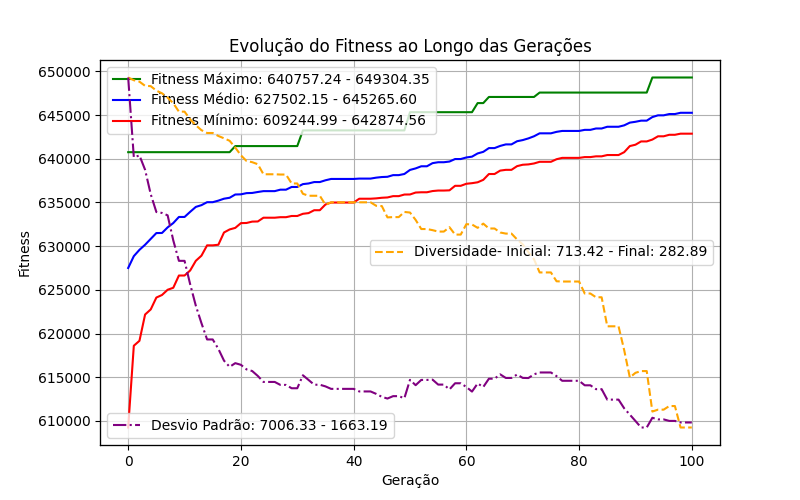 Evolução do Fitness ao Longo das Gerações
650000
645000
640000
635000
630000
625000
620000
615000
610000
Fitness
Fitness Máximo: 640757.24 - 649304.35
Fitness Médio: 627502.15 - 645265.60
Fitness Mínimo: 609244.99 - 642874.56
Diversidade- Inicial: 713.42 - Final: 282.89
Desvio Padrão: 7006.33 - 1663.19
0 20 40 60 80 100
Geração